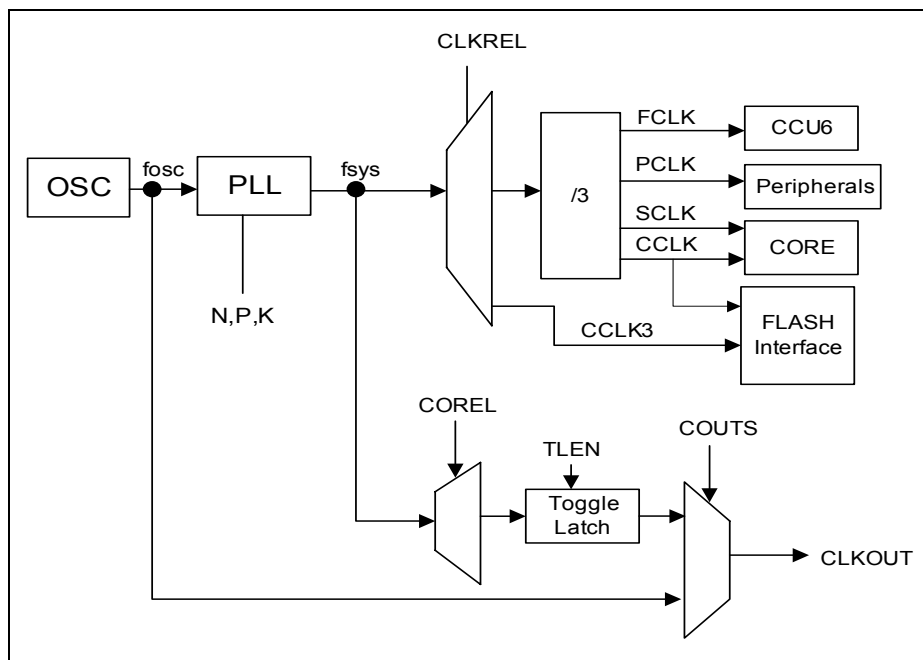 CLKREL
FCLK
CCU6
OSC
fosc
PLL
fsys
/3
PCLK
Peripherals
SCLK
CCLK
CORE
N,P,K
CCLK3
FLASH
Interface
COREL
TLEN
COUTS
Toggle
Latch
CLKOUT